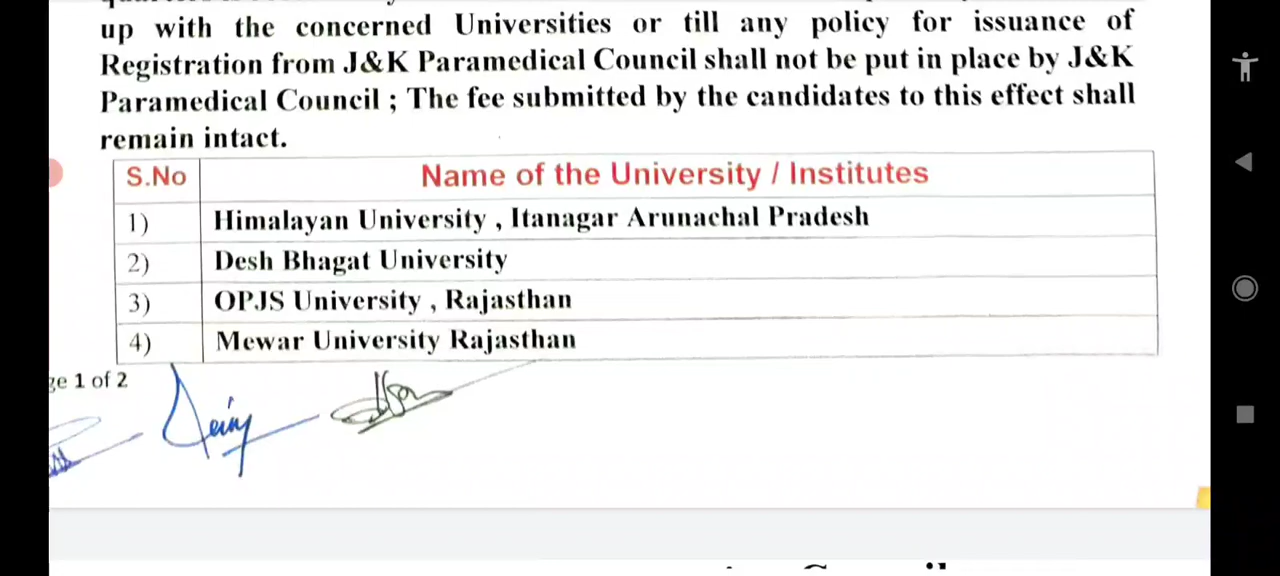 up with the concerned Universities or till any policy for issuance of
Registration from J&K Paramedical Council shall not be put in place by J&K
Paramedical Council ; The fee submitted by the candidates to this effect shall
remain intact.
S.No Name of the University / Institutes
1) Himalayan University , Itanagar Arunachal Pradesh
2) Desh Bhagat University
3) OPJS University , Rajasthan
4) Mewar University Rajasthan
ge 1 of 2